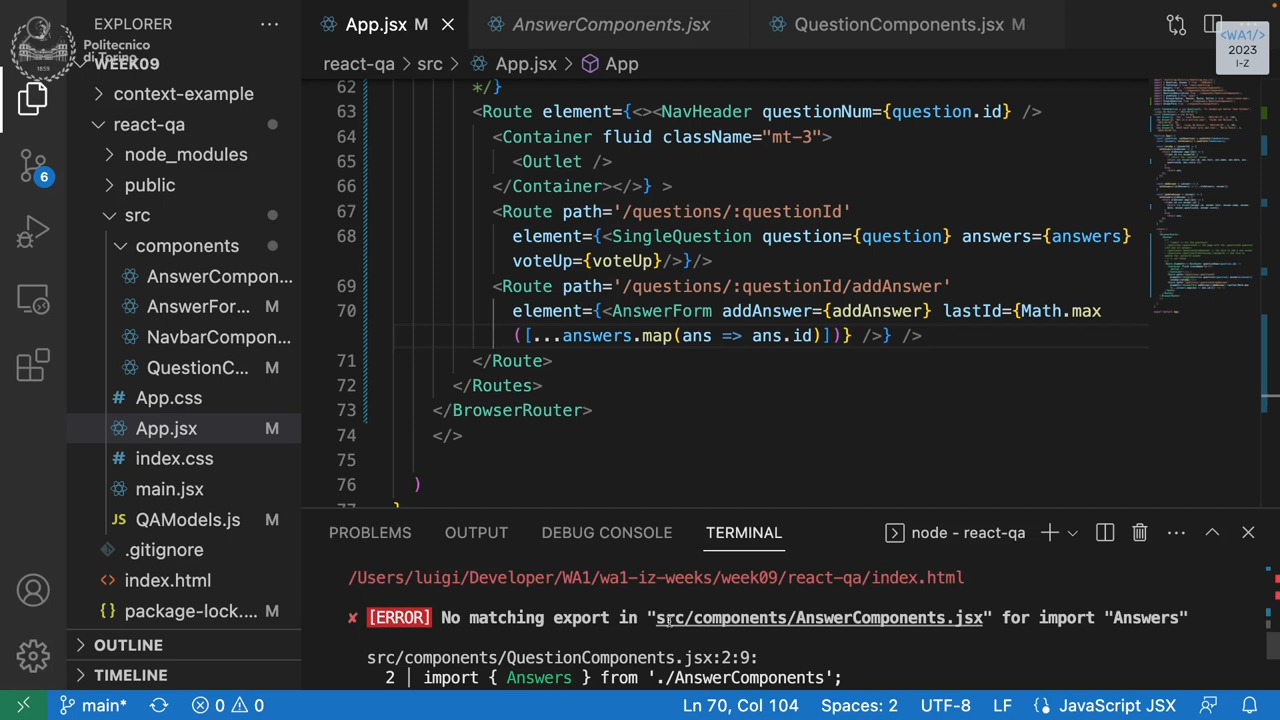 EXPLORER
Politecnico
di Torino
1859
WEEK09
context-example
react-qa
node_modules
public
src
components
AnswerCompon...
AnswerFor... M
NavbarCompon...
QuestionC... M
App.css
App.jsx M
index.css
main.jsx
JS QAModels.js M
.gitignore
index.html
package-lock.... M
OUTLINE
TIMELINE
6
App.jsx M
AnswerComponents.jsx
QuestionComponents.jsx M
<WA1/>
2023
I-Z
react-qa > src > App.jsx > App
62 */}
63 <Route element={<><NavHeader questionNum={question.id} />
64 <Container fluid className="mt-3">
65 <Outlet />
66 </Container></>} >
67 <Route path='/questions/:questionId'
68 element={<SingleQuestion question={question} answers={answers}
voteUp={voteUp}/>}/>
69 <Route path='/questions/:questionId/addAnswer'
70 element={<AnswerForm addAnswer={addAnswer} lastId={Math.max
([...answers.map(ans => ans.id)])} />} />
71 </Route>
72 </Routes>
73 </BrowserRouter>
74 </>
75
76 )
77 }
PROBLEMS OUTPUT DEBUG CONSOLE TERMINAL
node - react-qa
/Users/luigi/Developer/WA1/wa1-iz-weeks/week09/react-qa/index.html
✘ [ERROR] No matching export in "src/components/AnswerComponents.jsx" for import "Answers"
src/components/QuestionComponents.jsx:2:9:
2 | import { Answers } from './AnswerComponents';
main* 0 0 Ln 70, Col 104 Spaces: 2 UTF-8 LF JavaScript JSX